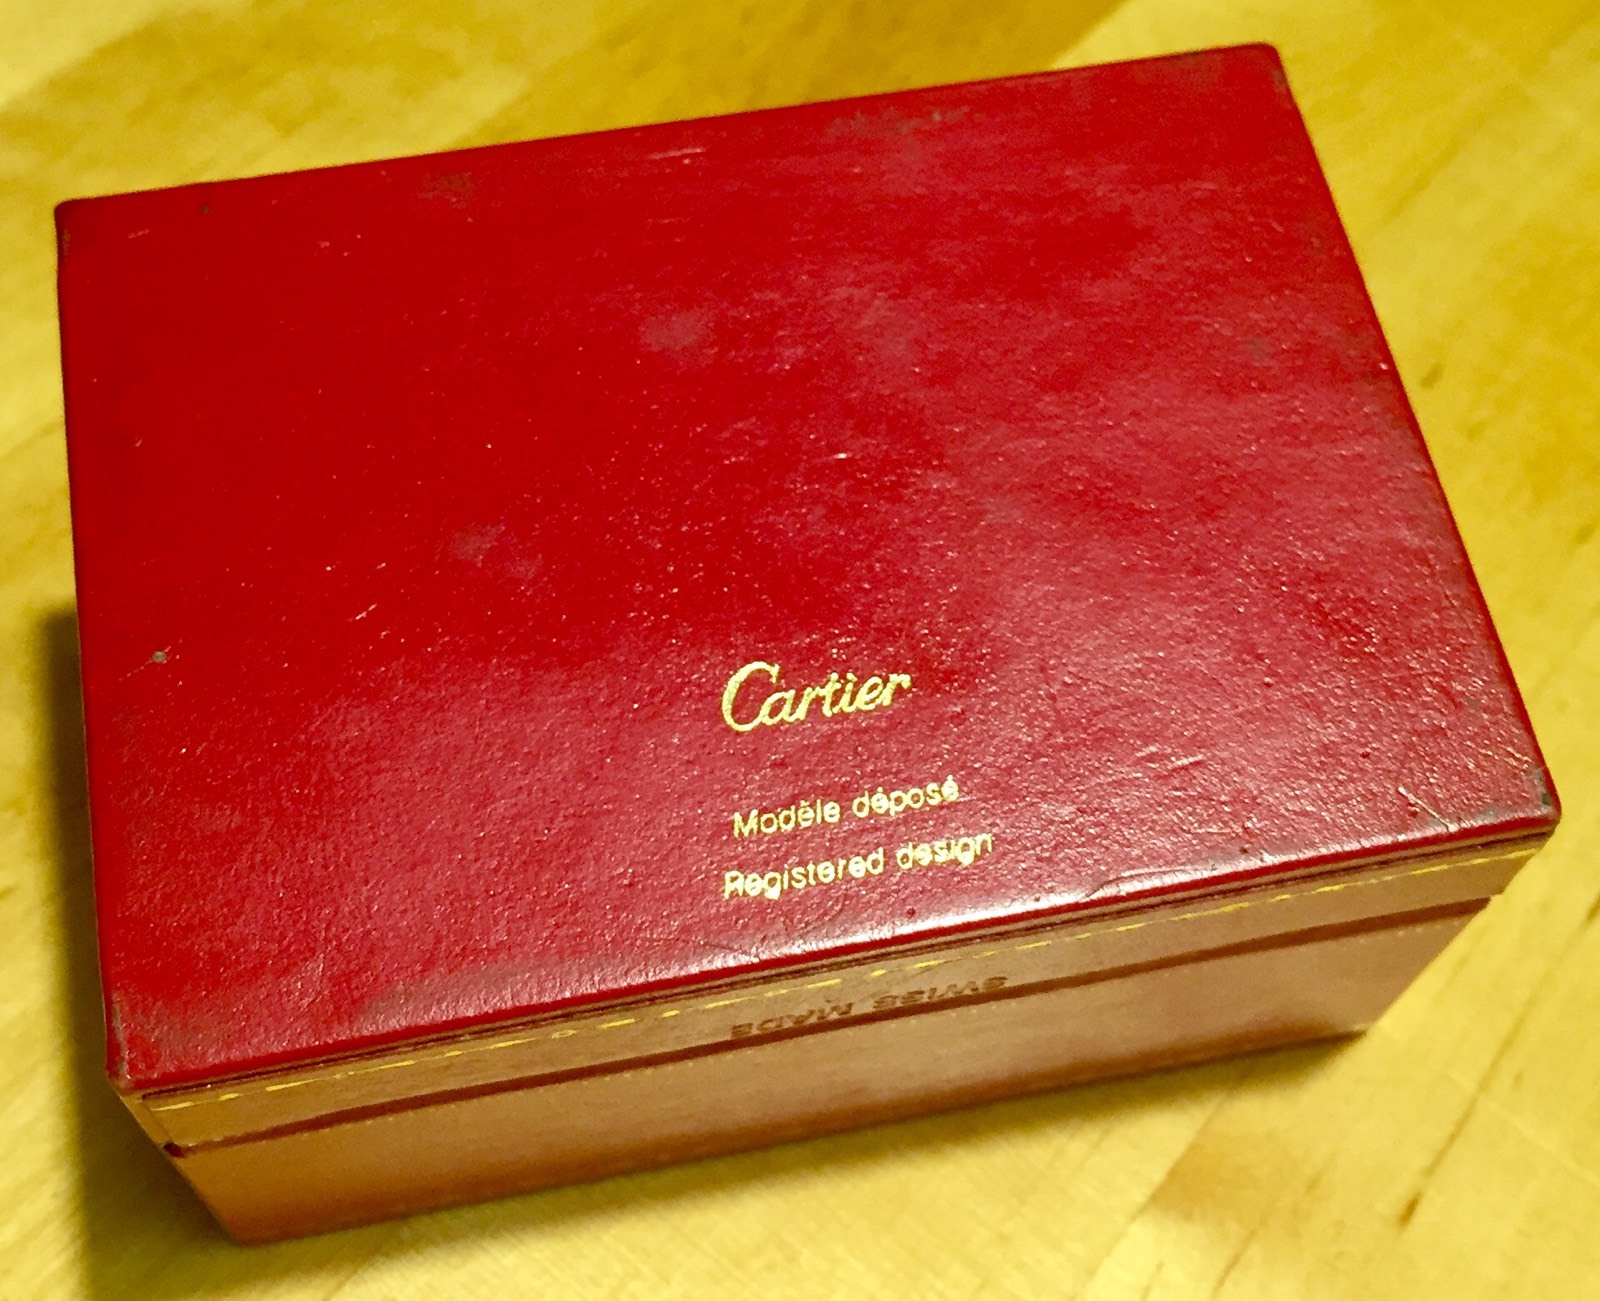 Cartier
Modèle déposé
Registered design
SWISS MADE